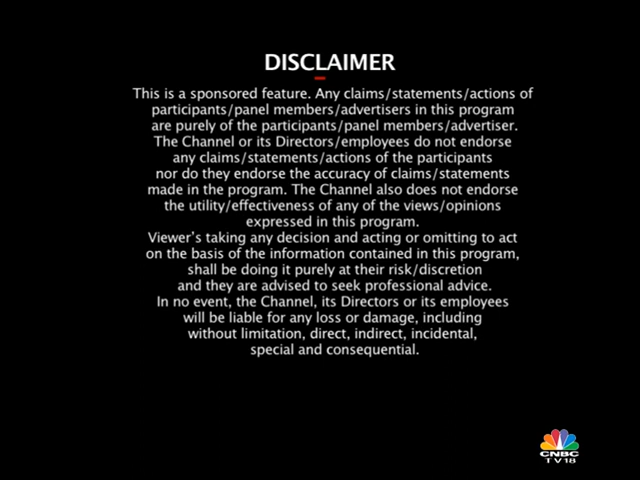 DISCLAIMER
This is a sponsored feature. Any claims/statements/actions of
participants/panel members/advertisers in this program
are purely of the participants/panel members/advertiser.
The Channel or its Directors/employees do not endorse
any claims/statements/actions of the participants
nor do they endorse the accuracy of claims/statements
made in the program. The Channel also does not endorse
the utility/effectiveness of any of the views/opinions
expressed in this program.
Viewer's taking any decision and acting or omitting to act
on the basis of the information contained in this program,
shall be doing it purely at their risk/discretion
and they are advised to seek professional advice.
In no event, the Channel, its Directors or its employees
will be liable for any loss or damage, including
without limitation, direct, indirect, incidental,
special and consequential.
CNBC
TV18